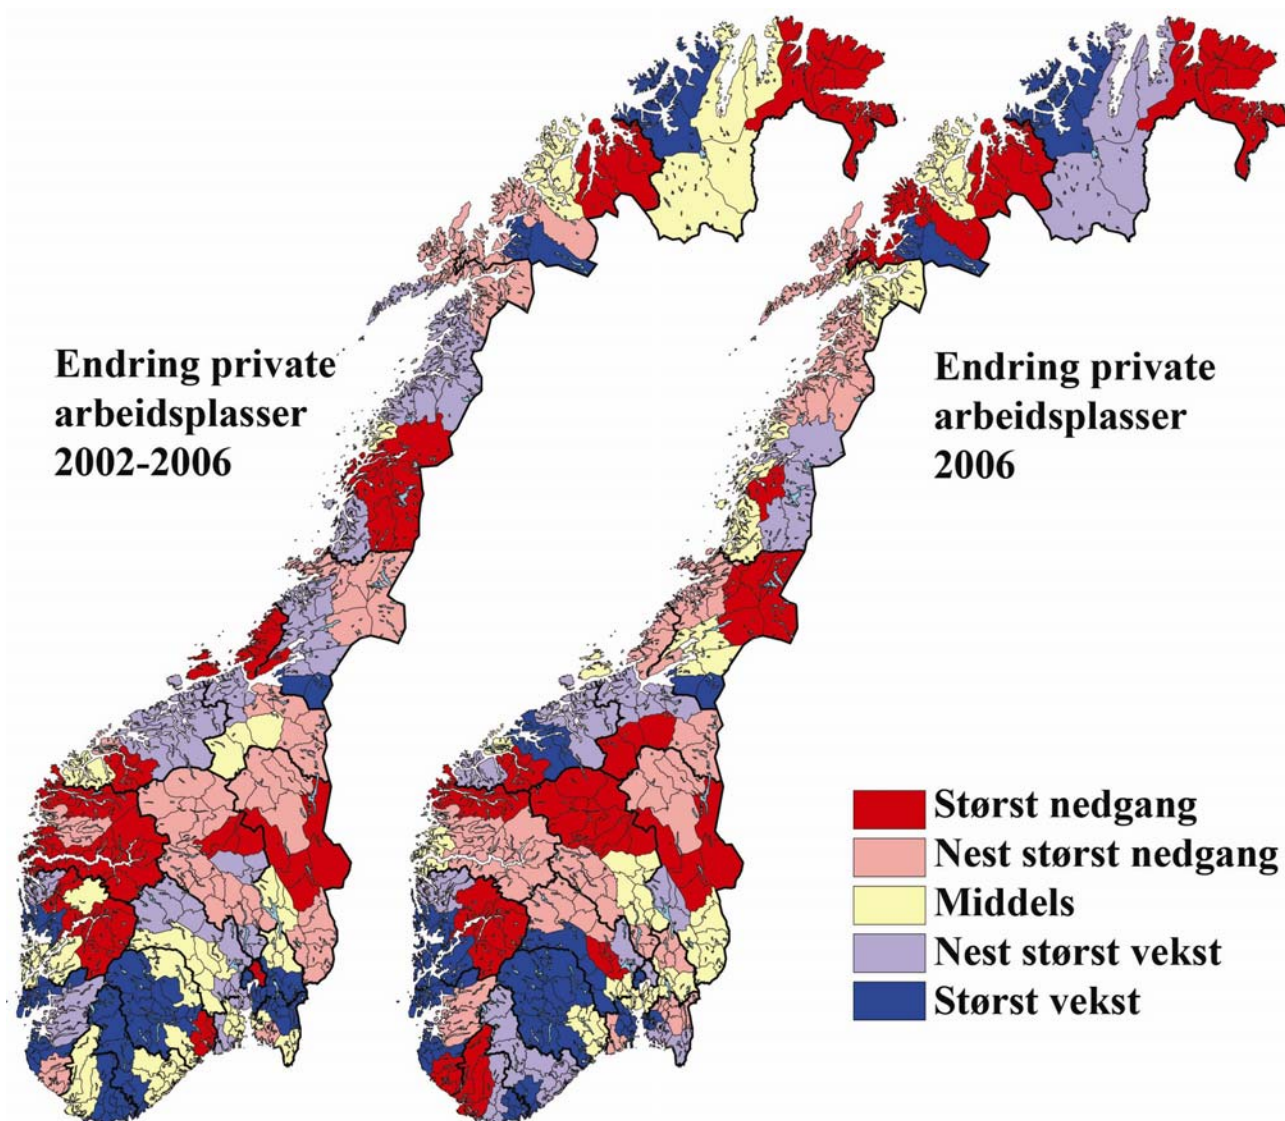 Endring private
arbeidsplasser
2002-2006
Endring private
arbeidsplasser
2006
Størst nedgang
Nest størst nedgang
Middels
Nest størst vekst
Størst vekst